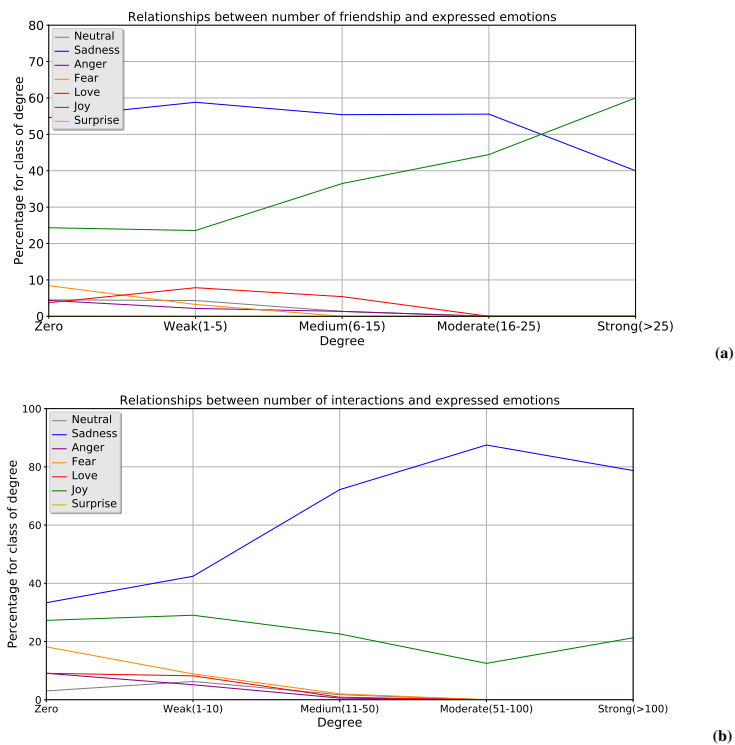 Relationships between number of friendship and expressed emotions
80
70
60
50
40
30
20
10
0
Percentage for class of degree
Neutral
Sadness
Anger
Fear
Love
Joy
Surprise
Zero
Weak(1-5)
Medium(6-15)
Moderate(16-25)
Strong(>25)
Degree
(a)
Relationships between number of interactions and expressed emotions
100
80
60
40
20
0
Percentage for class of degree
Neutral
Sadness
Anger
Fear
Love
Joy
Surprise
Zero
Weak(1-10)
Medium(11-50)
Moderate(51-100)
Strong(>100)
Degree
(b)